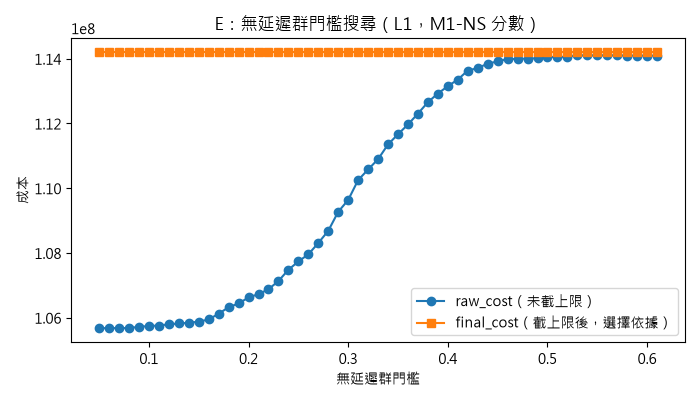 E：無延遲群門檻搜尋（L1，M1-NS 分數）
1e8
1.14
1.12
1.10
1.08
1.06
成本
raw_cost（未截上限）
final_cost（截上限後，選擇依據）
0.1 0.2 0.3 0.4 0.5 0.6
無延遲群門檻